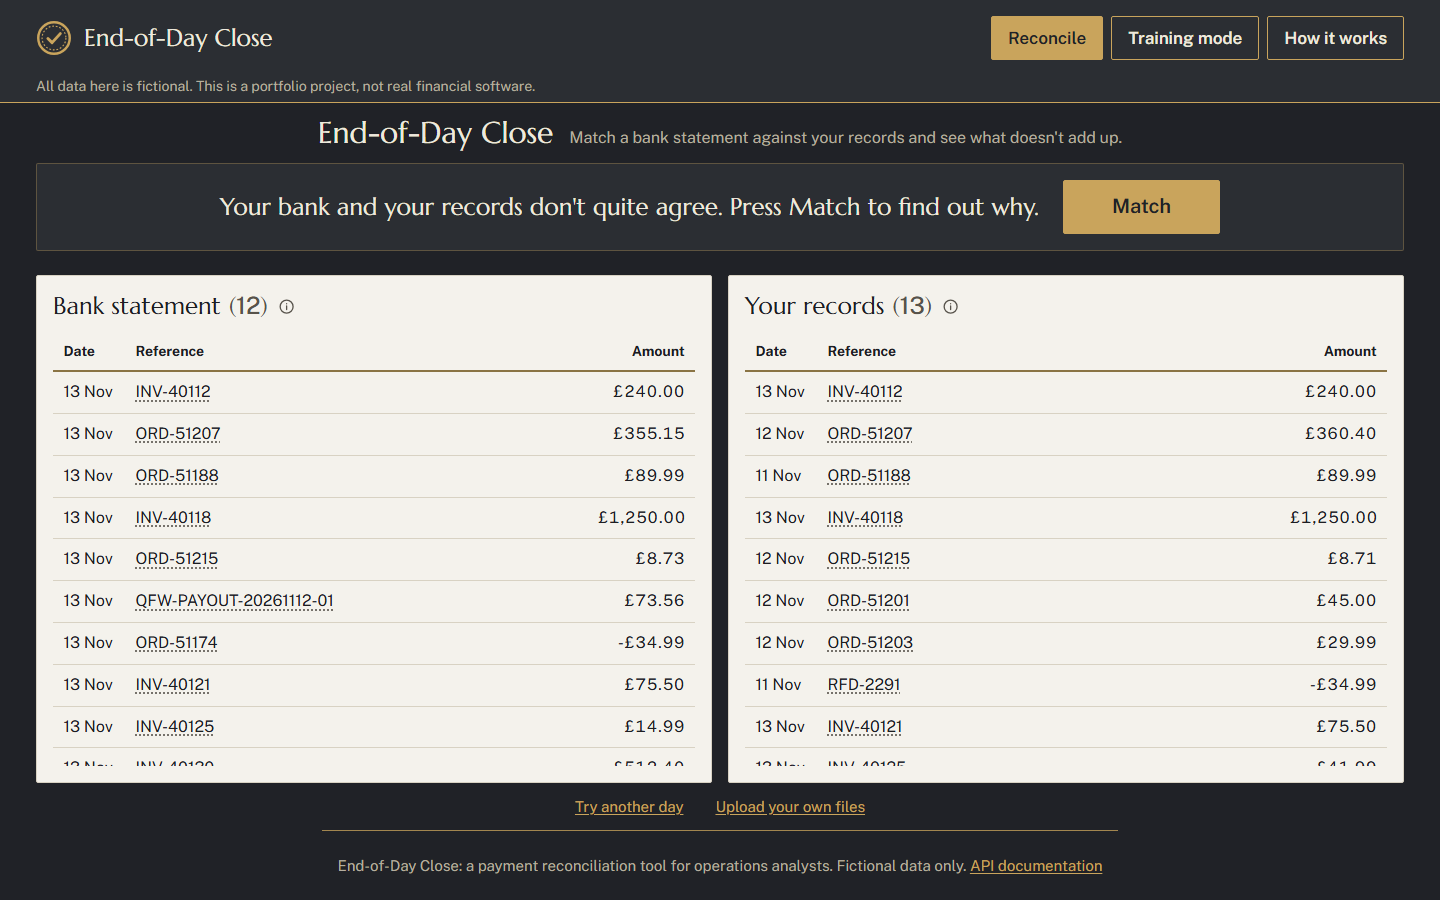 End-of-Day Close
Reconcile
Training mode
How it works
All data here is fictional. This is a portfolio project, not real financial software.
End-of-Day Close Match a bank statement against your records and see what doesn't add up.
Your bank and your records don't quite agree. Press Match to find out why.
Match
Bank statement (12)
Date Reference Amount
13 Nov INV-40112 £240.00
13 Nov ORD-51207 £355.15
13 Nov ORD-51188 £89.99
13 Nov INV-40118 £1,250.00
13 Nov ORD-51215 £8.73
13 Nov QFW-PAYOUT-20261112-01 £73.56
13 Nov ORD-51174 -£34.99
13 Nov INV-40121 £75.50
13 Nov INV-40125 £14.99
Your records (13)
Date Reference Amount
13 Nov INV-40112 £240.00
12 Nov ORD-51207 £360.40
11 Nov ORD-51188 £89.99
13 Nov INV-40118 £1,250.00
12 Nov ORD-51215 £8.71
12 Nov ORD-51201 £45.00
12 Nov ORD-51203 £29.99
11 Nov RFD-2291 -£34.99
13 Nov INV-40121 £75.50
Try another day
Upload your own files
End-of-Day Close: a payment reconciliation tool for operations analysts. Fictional data only. API documentation